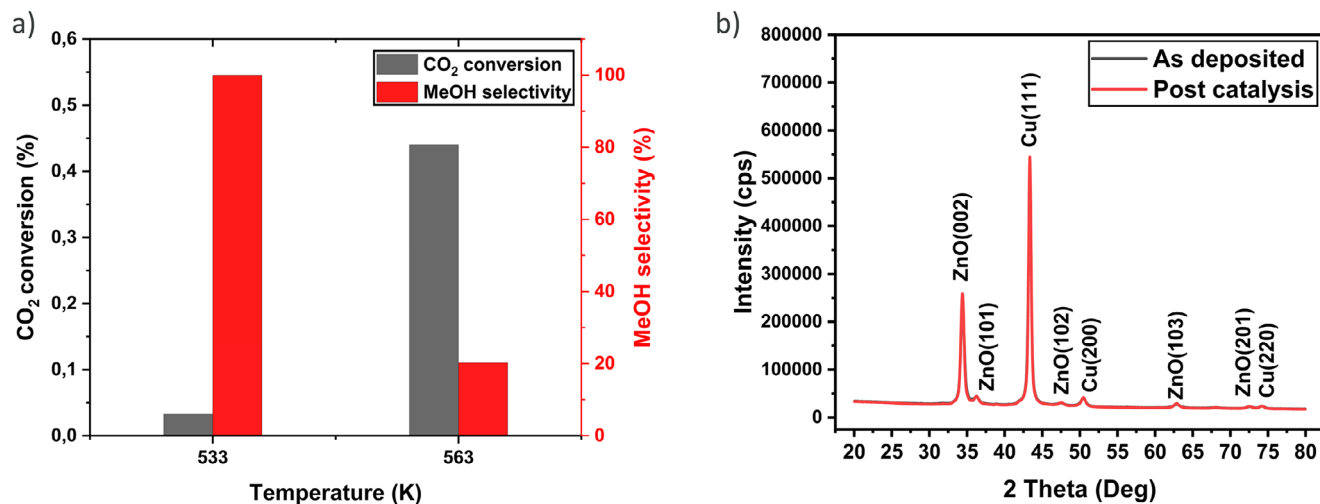 a)
CO₂ conversion (%)
0,6
0,5
0,4
0,3
0,2
0,1
0,0
CO₂ conversion
MeOH selectivity
100
80
60
40
20
0
MeOH selectivity (%)
533
563
Temperature (K)
b)
Intensity (cps)
800000
700000
600000
500000
400000
300000
200000
100000
0
As deposited
Post catalysis
ZnO(002)
ZnO(101)
Cu(111)
ZnO(102)
Cu(200)
ZnO(103)
ZnO(201)
Cu(220)
20 25 30 35 40 45 50 55 60 65 70 75 80
2 Theta (Deg)